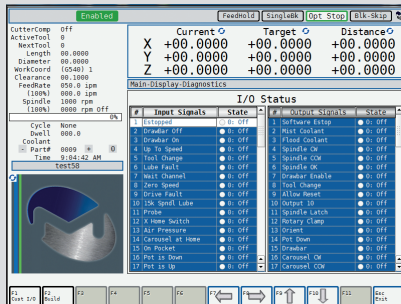 Enabled
FeedHold SingleBk Opt Stop Blk-Skip
CutterComp Off
ActiveTool 0
NextTool 0
Length 00.0000
Diameter 00.0000
WorkCoord (G54) 1
Clearance 00.1000
FeedRate 050.0 ipm
(100%) 000.0 ipm
Spindle 1000 rpm
(100%) 0000 rpm Off
0%
Cycle None
Dwell 000.0
Coolant
- Part# 0009 + 0
Time 9:04:42 AM
test58
Current Target Distance
X +00.0000 +00.0000 +00.0000
Y +00.0000 +00.0000 +00.0000
Z +00.0000 +00.0000 +00.0000
Main-Display-Diagnostics
I/O Status
# Input Signals State
1 Estopped 0: Off
2 DrawBar Off 0: Off
3 Drawbar On 0: Off
4 Up To Speed 0: Off
5 Tool Change 0: Off
6 Lube Fault 0: Off
7 Wait Channel 0: Off
8 Zero Speed 0: Off
9 Drive Fault 0: Off
10 15k Spndl Lube 0: Off
11 Probe 0: Off
12 X Home Switch 0: Off
13 Air Pressure 0: Off
14 Carousel at Home 0: Off
15 On Pocket 0: Off
16 Pot is Down 0: Off
17 Pot is Up 0: Off
# Output Signals State
1 Software Estop 0: Off
2 Mist Coolant 0: Off
3 Flood Coolant 0: Off
4 Spindle CW 0: Off
5 Spindle CCW 0: Off
6 Spindle OK 0: Off
7 Drawbar Enable 0: Off
8 Tool Change 0: Off
9 Allow Reset 0: Off
10 Output 10 0: Off
11 Spindle Latch 0: Off
12 Rotary Clamp 0: Off
13 Orient 0: Off
14 Pot Down 0: Off
15 Drawbar 0: Off
16 Carousel CW 0: Off
17 Carousel CCW 0: Off
F1 F2 F3 F4 F5 F6 F7 F8 F9 F10 F11 Esc
Cust I/O Build Exit